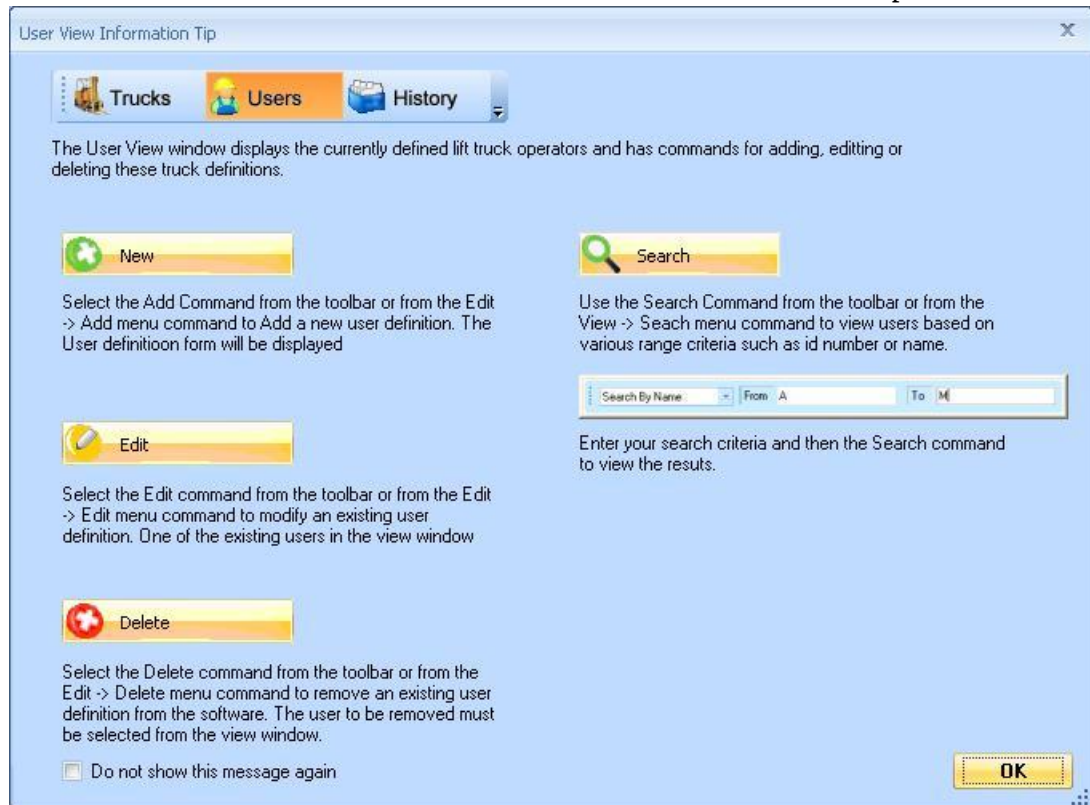 User View Information Tip
Trucks Users History
The User View window displays the currently defined lift truck operators and has commands for adding, editting or
deleting these truck definitions.
New
Select the Add Command from the toolbar or from the Edit
-> Add menu command to Add a new user definition. The
User definitioon form will be displayed
Edit
Select the Edit command from the toolbar or from the Edit
-> Edit menu command to modify an existing user
definition. One of the existing users in the view window
Delete
Select the Delete command from the toolbar or from the
Edit -> Delete menu command to remove an existing user
definition from the software. The user to be removed must
be selected from the view window.
Do not show this message again
Search
Use the Search Command from the toolbar or from the
View -> Seach menu command to view users based on
various range criteria such as id number or name.
Search By Name From A To M
Enter your search criteria and then the Search command
to view the resuts.
OK